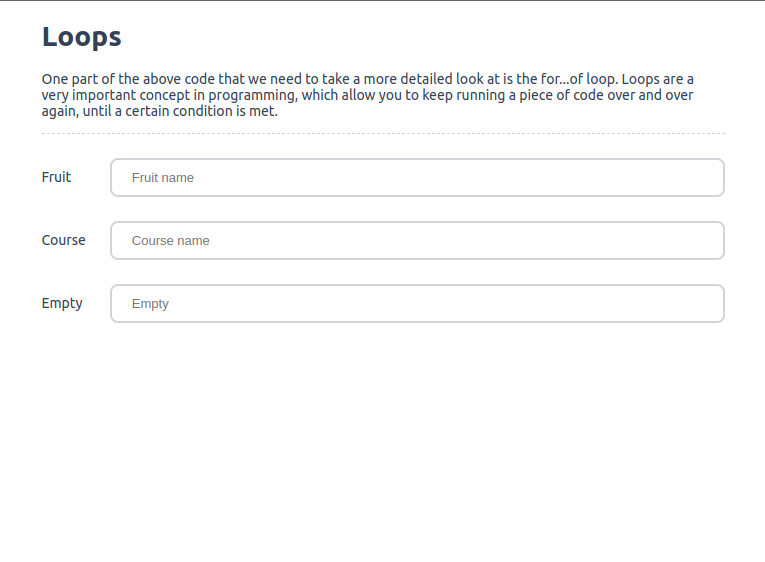 Loops
One part of the above code that we need to take a more detailed look at is the for...of loop. Loops are a
very important concept in programming, which allow you to keep running a piece of code over and over
again, until a certain condition is met.
Fruit
Fruit name
Course
Course name
Empty
Empty